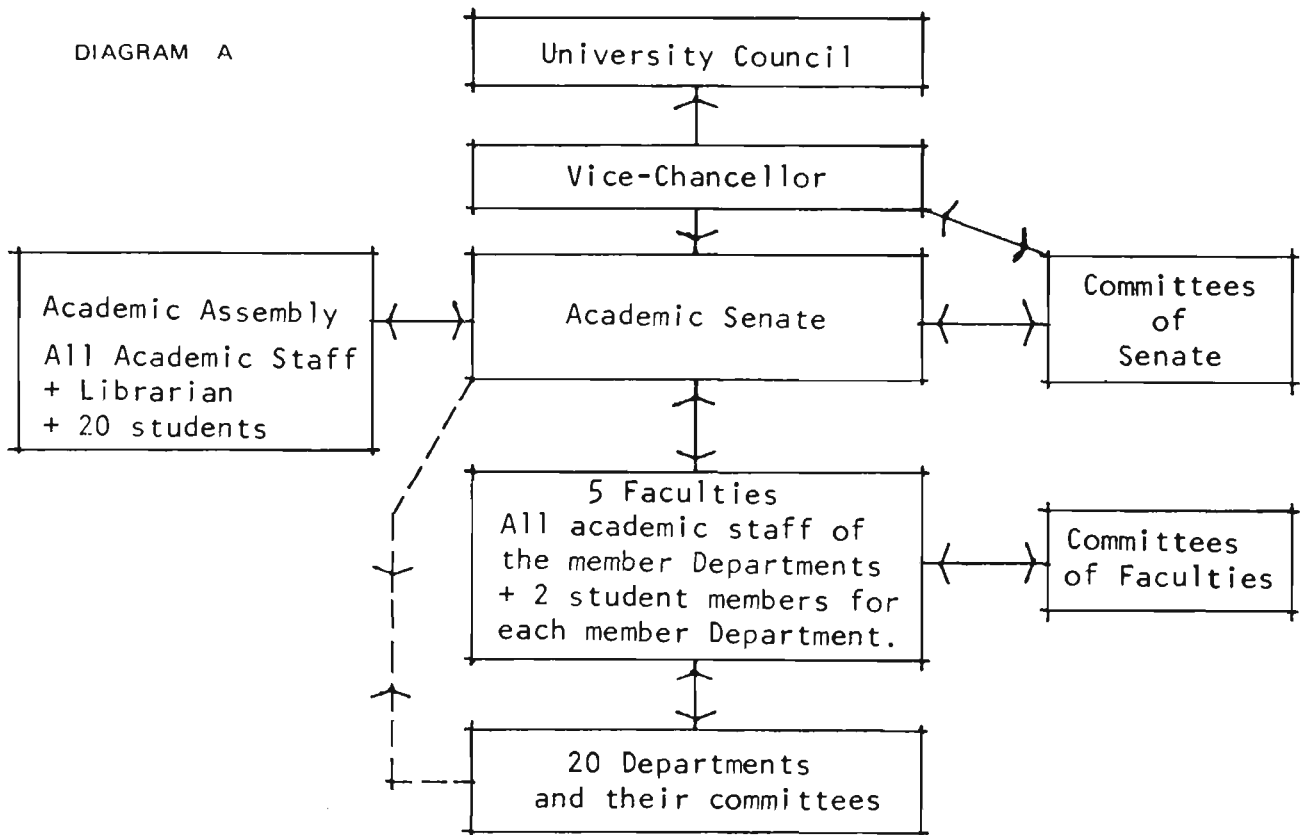 DIAGRAM A
University Council
Vice-Chancellor
Academic Assembly
All Academic Staff
+ Librarian
+ 20 students
Academic Senate
Committees
of
Senate
5 Faculties
All academic staff of
the member Departments
+ 2 student members for
each member Department.
Committees
of Faculties
20 Departments
and their committees